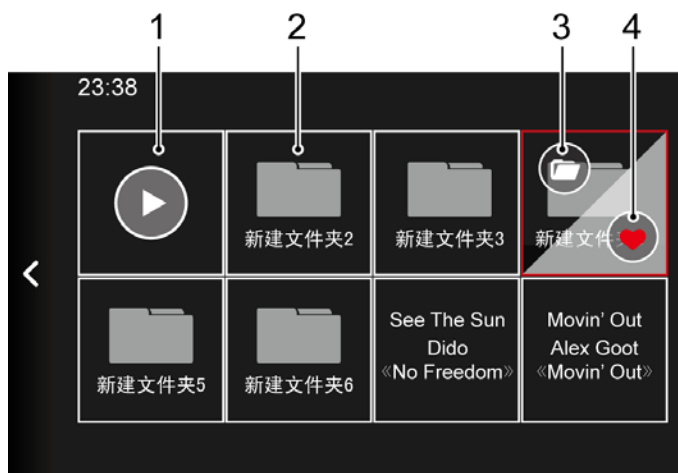 1 2 3 4
23:38
新建文件夹2 新建文件夹3 新建文件
新建文件夹5 新建文件夹6
See The Sun
Dido
《No Freedom》
Movin' Out
Alex Goot
《Movin' Out》